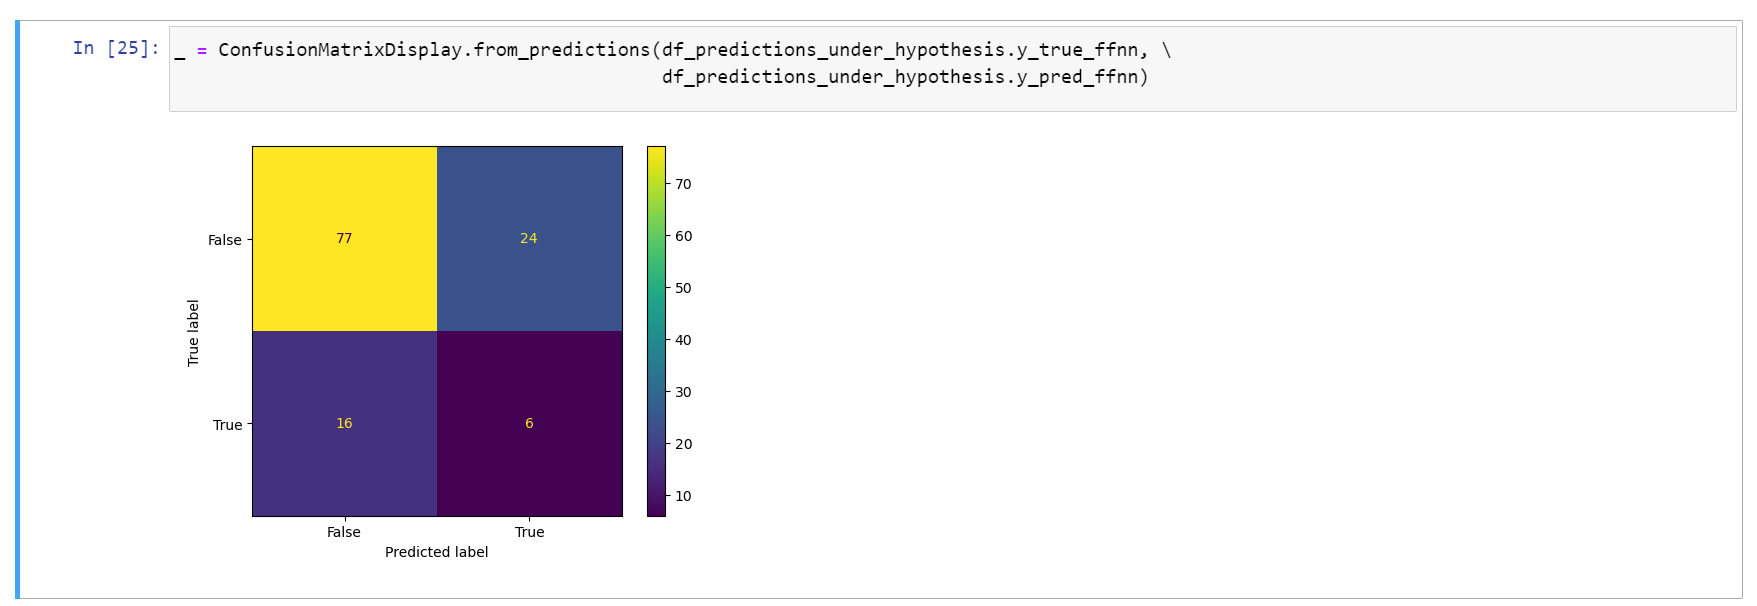 In [25]: _ = ConfusionMatrixDisplay.from_predictions(df_predictions_under_hypothesis.y_true_ffnn, \
df_predictions_under_hypothesis.y_pred_ffnn)
70
False 77 24
60
50
True label
40
30
True 16 6
20
10
False True
Predicted label